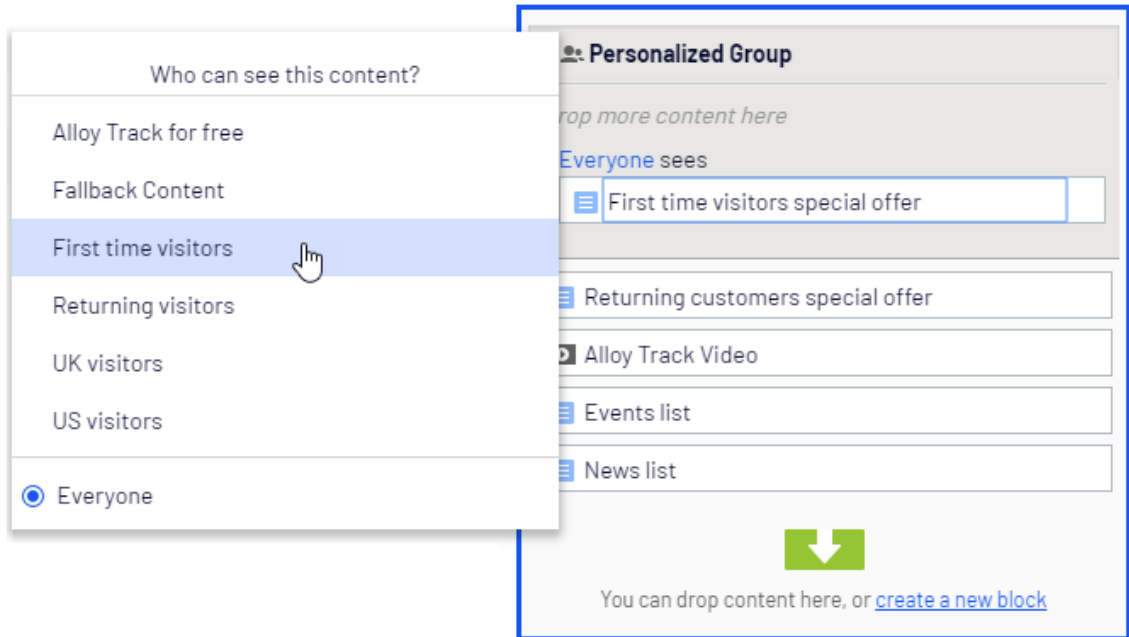 Who can see this content?
Alloy Track for free
Fallback Content
First time visitors
Returning visitors
UK visitors
US visitors
Everyone
Personalized Group
rop more content here
Everyone sees
First time visitors special offer
Returning customers special offer
Alloy Track Video
Events list
News list
You can drop content here, or create a new block